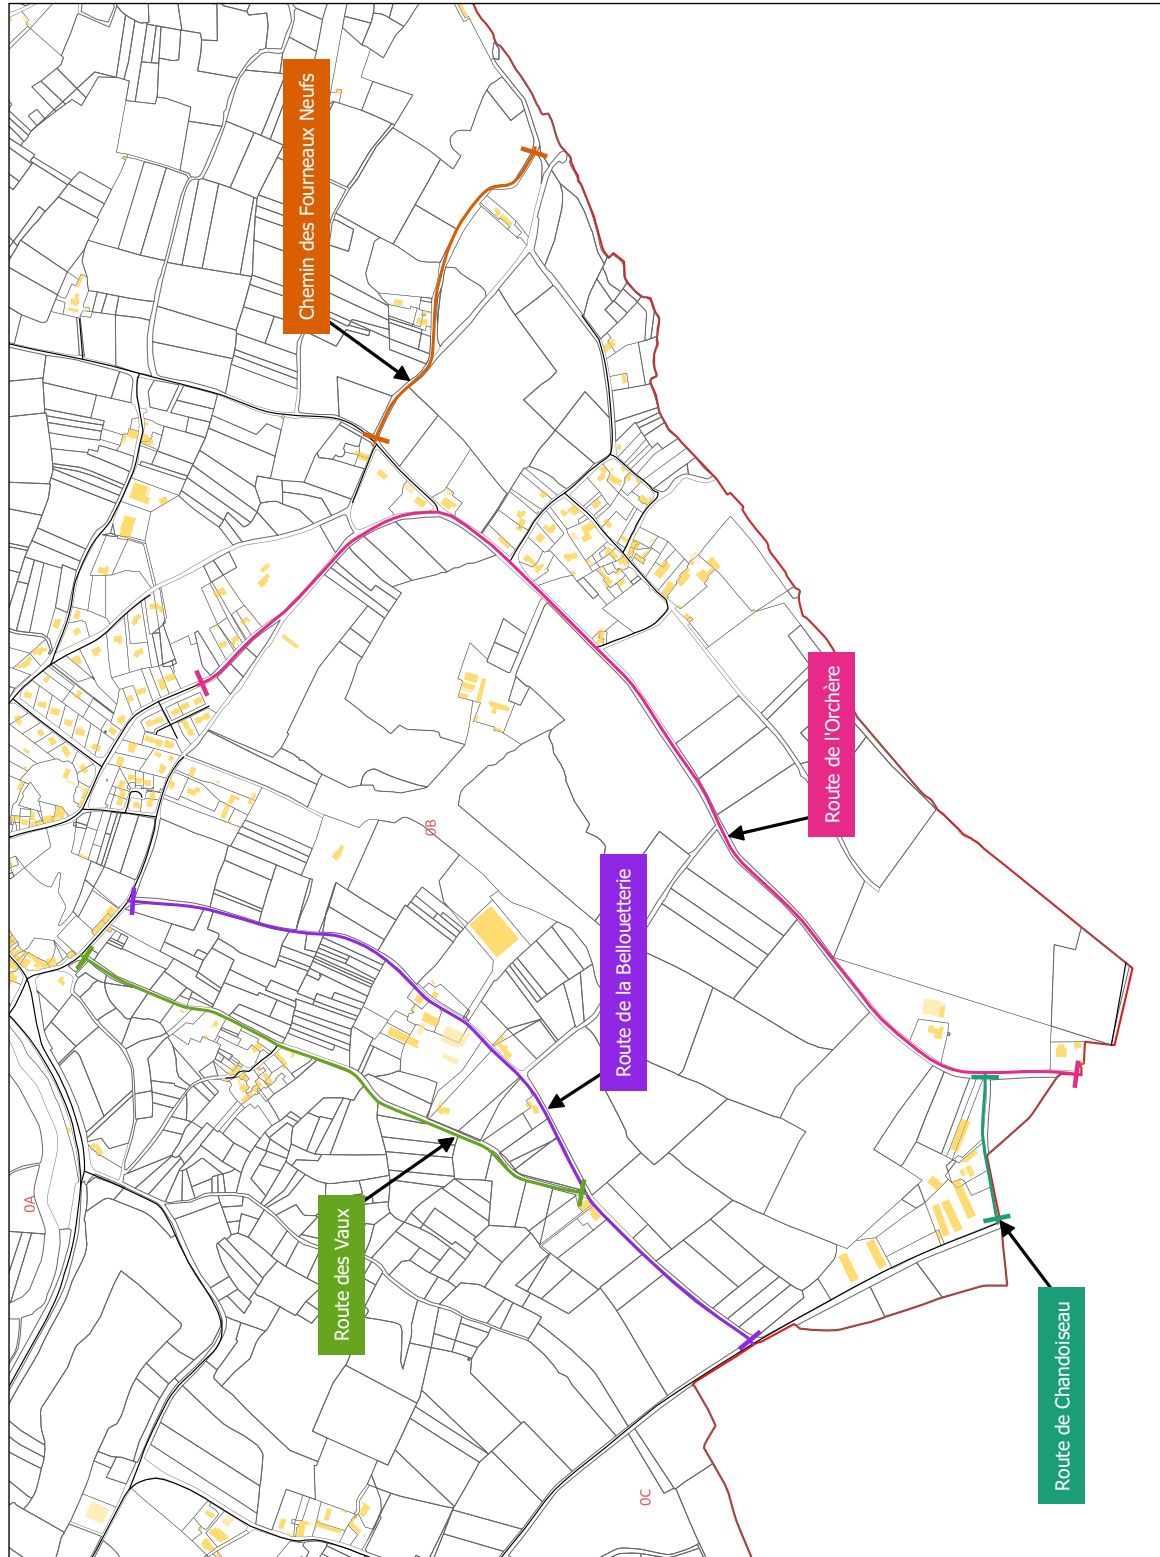 Chemin des Fourneaux Neufs
Route de l'Orchère
0B
Route de la Bellouetterie
0A
Route des Vaux
Route de Chandoiseau
0C